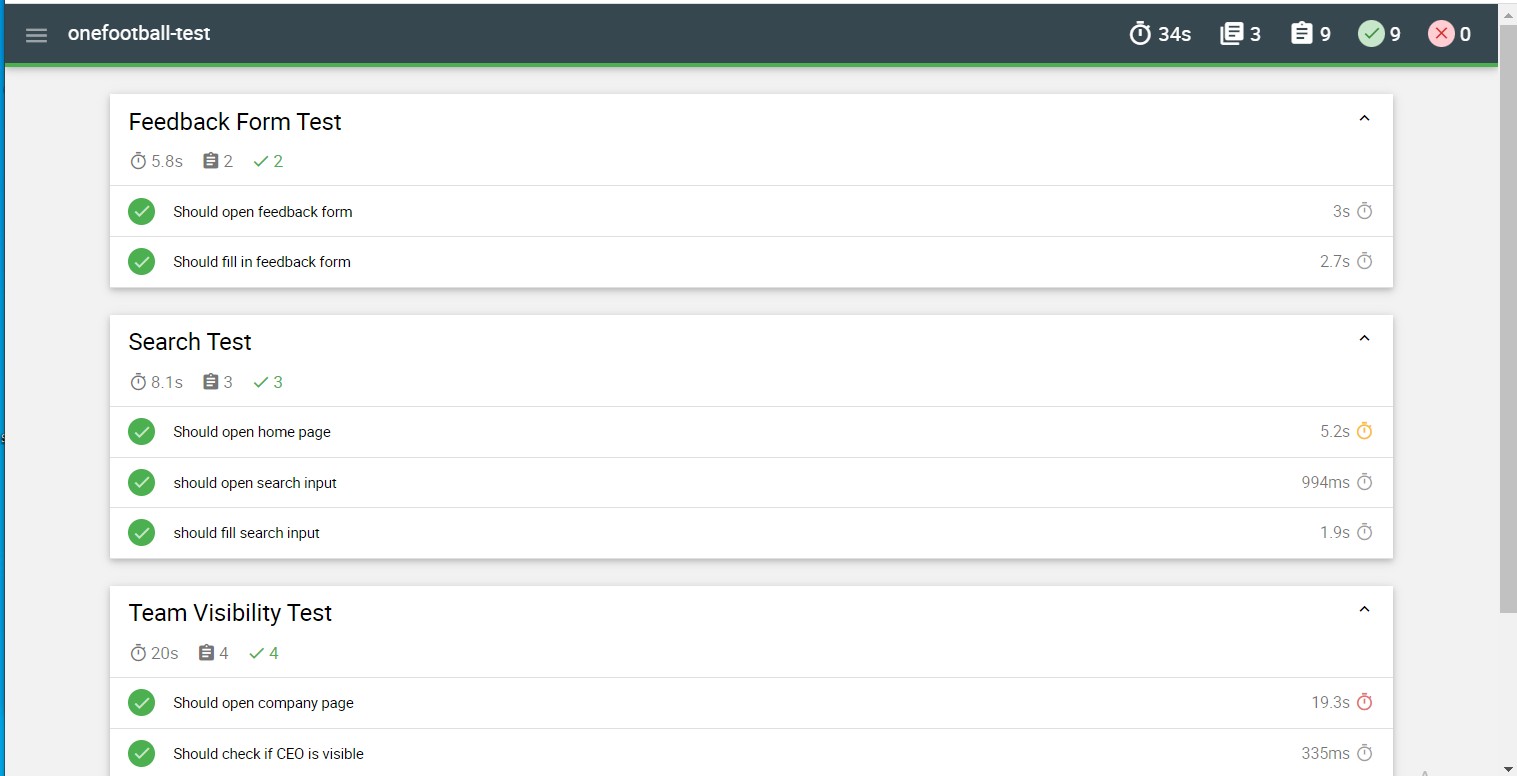 onefootball-test 34s 3 9 9 0
Feedback Form Test
5.8s 2 2
Should open feedback form 3s
Should fill in feedback form 2.7s
Search Test
8.1s 3 3
Should open home page 5.2s
should open search input 994ms
should fill search input 1.9s
Team Visibility Test
20s 4 4
Should open company page 19.3s
Should check if CEO is visible 335ms